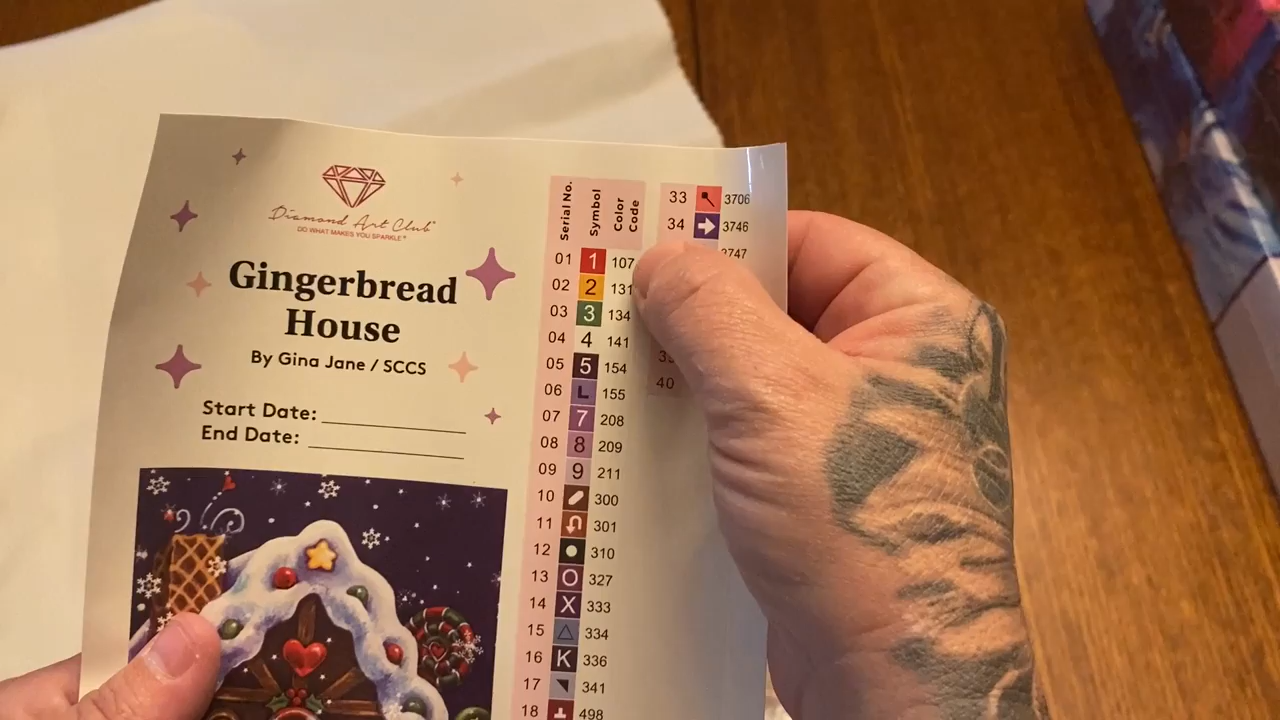 Diamond Art Club
DO WHAT MAKES YOU SPARKLE
Gingerbread
House
By Gina Jane / SCCS
Start Date:
End Date:
Serial No. Symbol Color Code
01 1 107
02 2 131
03 3 134
04 4 141
05 5 154
06 L 155
07 7 208
08 8 209
09 9 211
10 300
11 301
12 310
13 O 327
14 X 333
15 334
16 K 336
17 341
18 498
33 3706
34 3746
2747
40